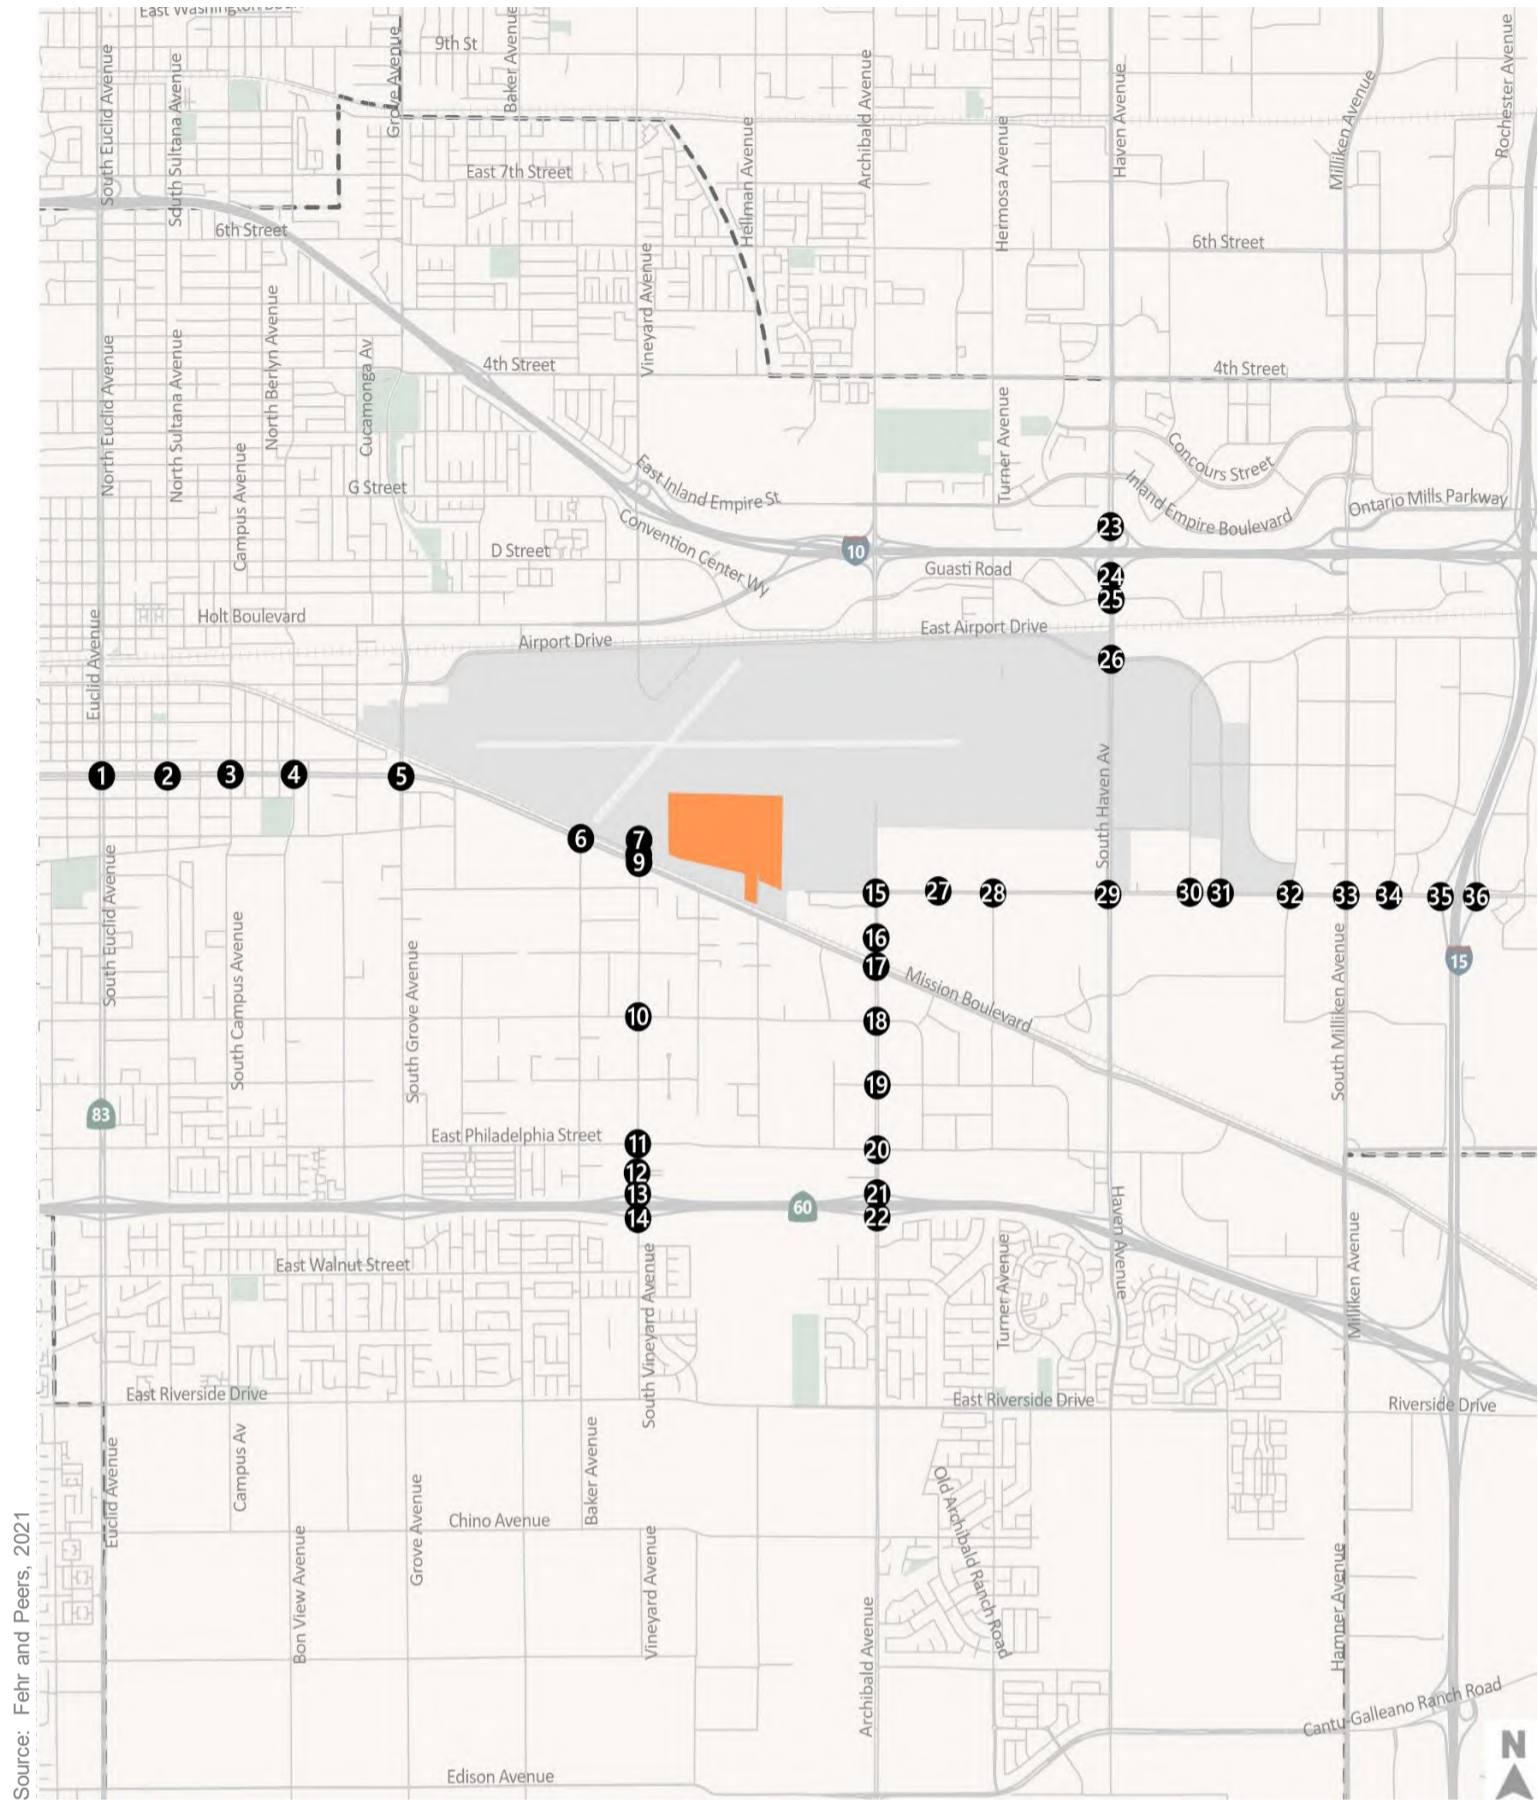 East Washington Bou
9th St
Baker Avenue
Grove Avenue
South Euclid Avenue
South Sultana Avenue
Archibald Avenue
Haven Avenue
Milliken Avenue
Rochester Avenue
Hellman Avenue
Hermosa Avenue
East 7th Street
6th Street
6th Street
Vineyard Avenue
North Berlyn Avenue
North Euclid Avenue
North Sultana Avenue
Cucamonga Av
4th Street
4th Street
Campus Avenue
Turner Avenue
Concours Street
G Street
East Inland Empire St
Inland Empire Boulevard
Ontario Mills Parkway
Convention Center Wy
D Street
10
23
Guasti Road
24
25
Holt Boulevard
Euclid Avenue
Airport Drive
East Airport Drive
26
South Haven Av
1
2
3
4
5
6
7
9
15
27
28
29
30
31
32
33
34
35
36
South Euclid Avenue
South Campus Avenue
South Grove Avenue
16
17
Mission Boulevard
South Milliken Avenue
15
10
18
19
83
East Philadelphia Street
11
20
12
13
21
60
14
22
Haven Avenue
Milliken Avenue
East Walnut Street
South Vineyard Avenue
Turner Avenue
East Riverside Drive
East Riverside Drive
Riverside Drive
Euclid Avenue
Campus Av
Baker Avenue
Grove Avenue
Chino Avenue
Old Archibald Ranch Road
Bon View Avenue
Vineyard Avenue
Archibald Avenue
Hamner Avenue
Cantu-Galleano Ranch Road
Edison Avenue
N
Source: Fehr and Peers, 2021